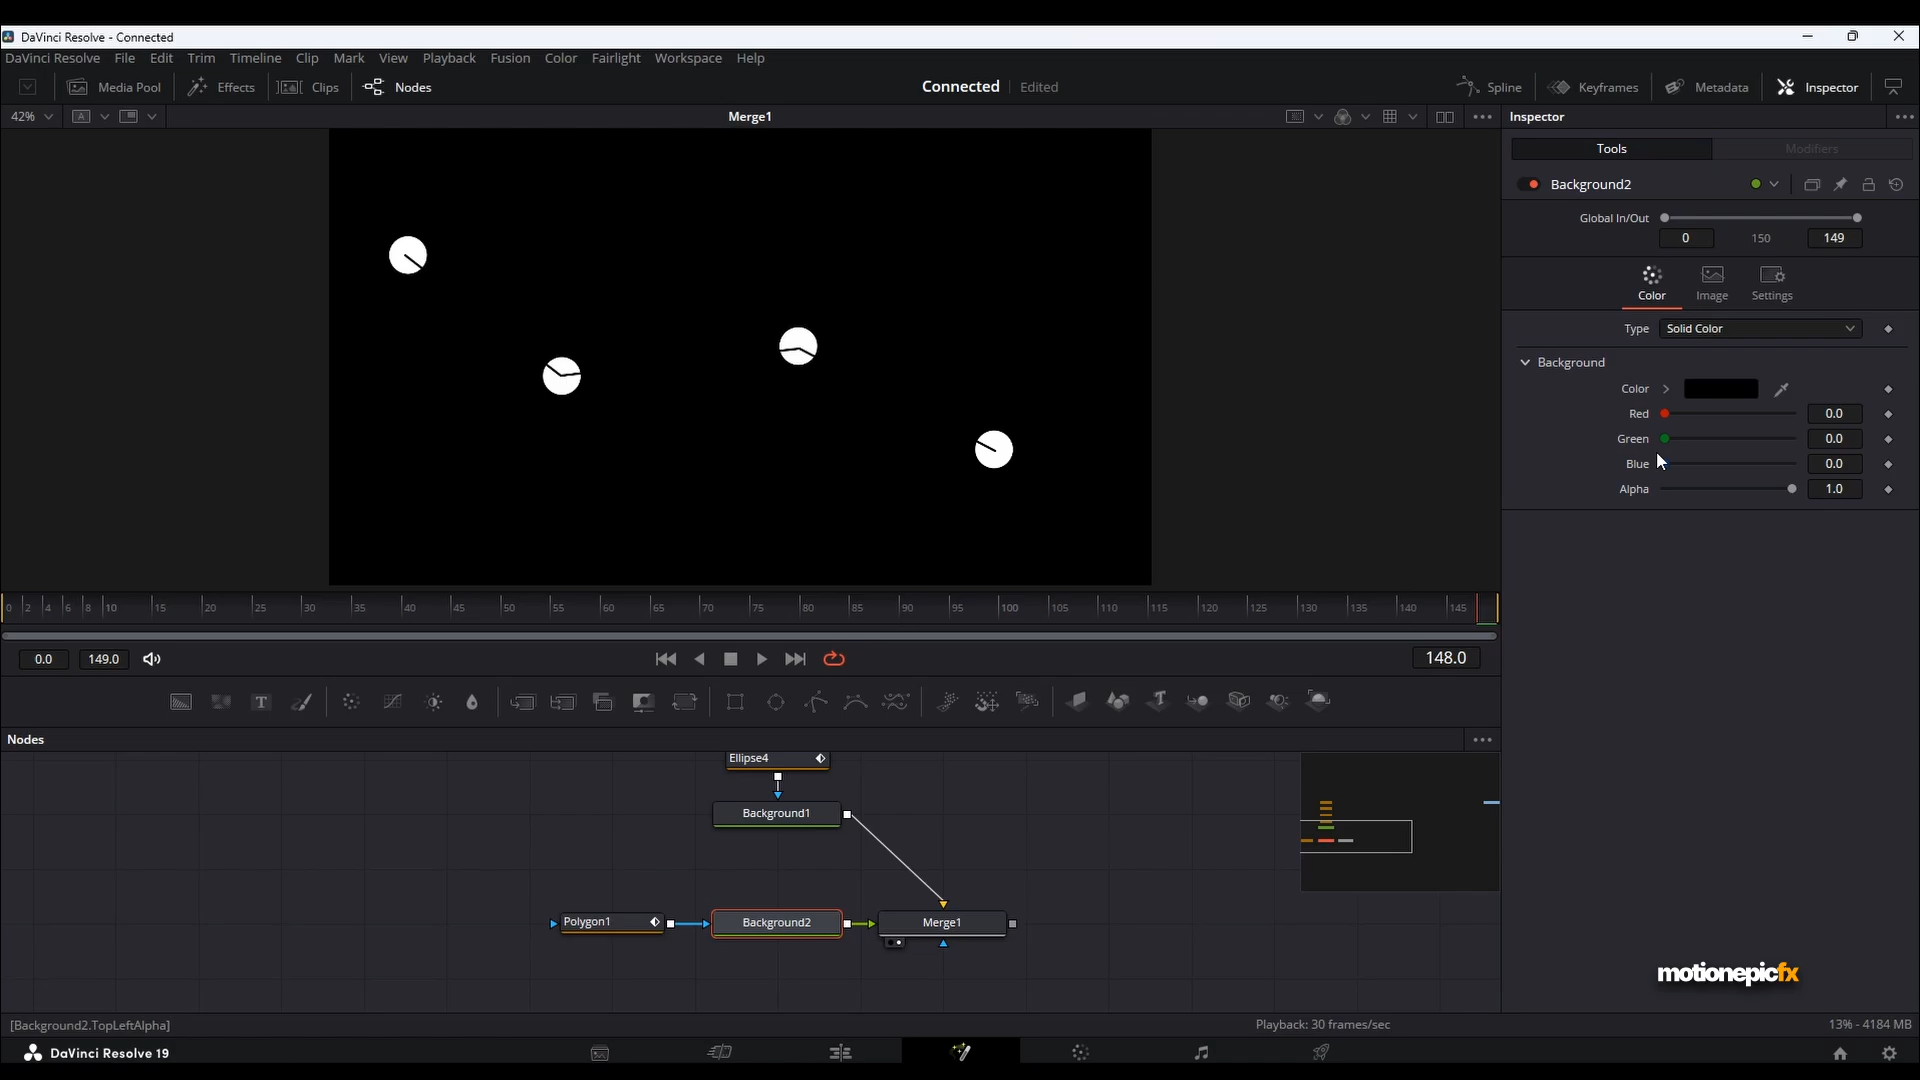 DaVinci Resolve - Connected
DaVinci Resolve File Edit Trim Timeline Clip Mark View Playback Fusion Color Fairlight Workspace Help
Media Pool Effects Clips Nodes Connected Edited Spline Keyframes Metadata Inspector
42% A Merge1 Inspector
Tools Modifiers
Background2
Global In/Out
0 150 149
Color Image Settings
Type Solid Color
Background
Color
Red 0.0
Green 0.0
Blue 0.0
Alpha 1.0
0 2 4 6 8 10 15 20 25 30 35 40 45 50 55 60 65 70 75 80 85 90 95 100 105 110 115 120 125 130 135 140 145
0.0 149.0 148.0
T T
Nodes
Ellipse4
Background1
Polygon1 Background2 Merge1
motionepicfx
[Background2.TopLeftAlpha] Playback: 30 frames/sec 13% - 4184 MB
DaVinci Resolve 19